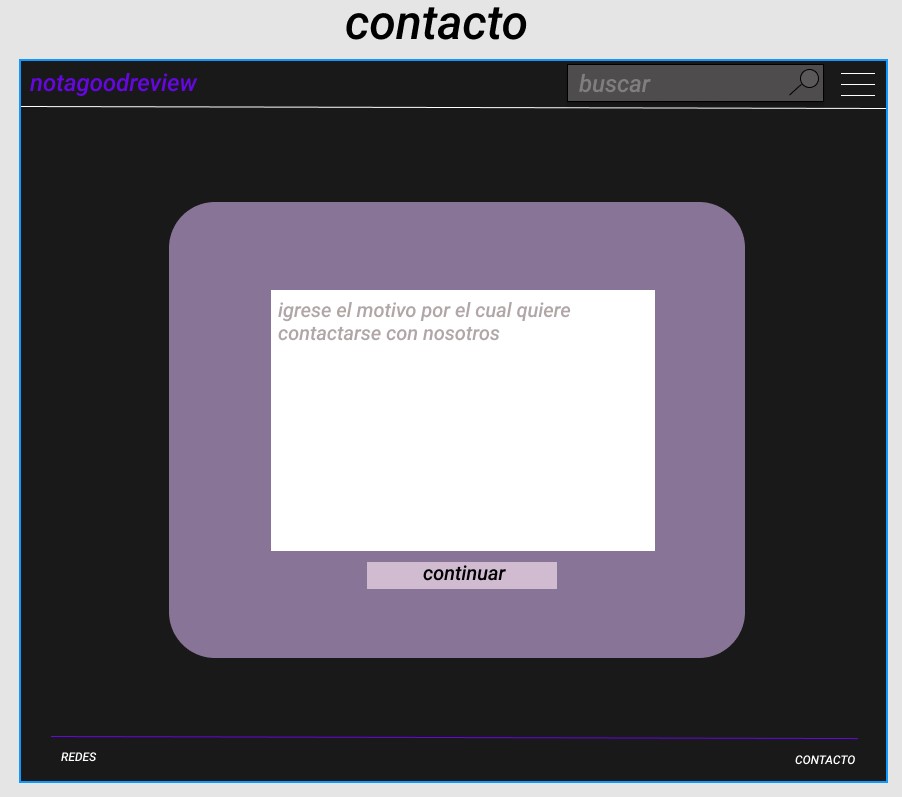 contacto
notagoodreview
buscar
igrese el motivo por el cual quiere
contactarse con nosotros
continuar
REDES
CONTACTO